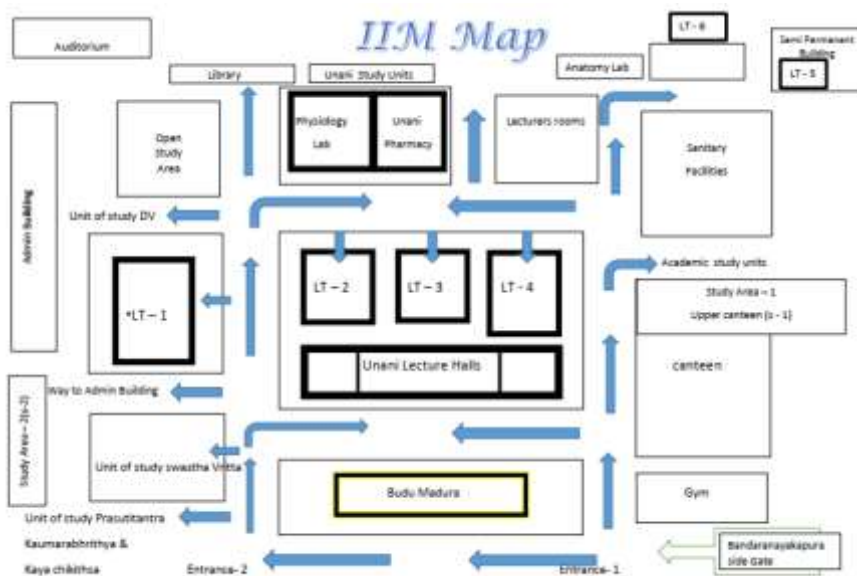 IIM Map
LT - 6
Auditorium
Semi Permanent
Building
LT - 5
Library
Unani Study Units
Anatomy Lab
Physiology
Lab
Unani
Pharmacy
Lecturers rooms
Open
Study
Area
Sanitary
Facilities
Admin Building
Unit of study DV
Academic study units
LT – 2
LT – 3
LT - 4
*LT – 1
Study Area – 1
Upper canteen (s - 1)
Unani Lecture Halls
canteen
Way to Admin Building
Study Area – 2(s-2)
Unit of study swastha Vritta
Budu Madura
Gym
Unit of study Prasutitantra
Kaumarabhrithya &
Kaya chikithsa
Entrance- 2
Entrance- 1
Bandaranayakapura
side Gate